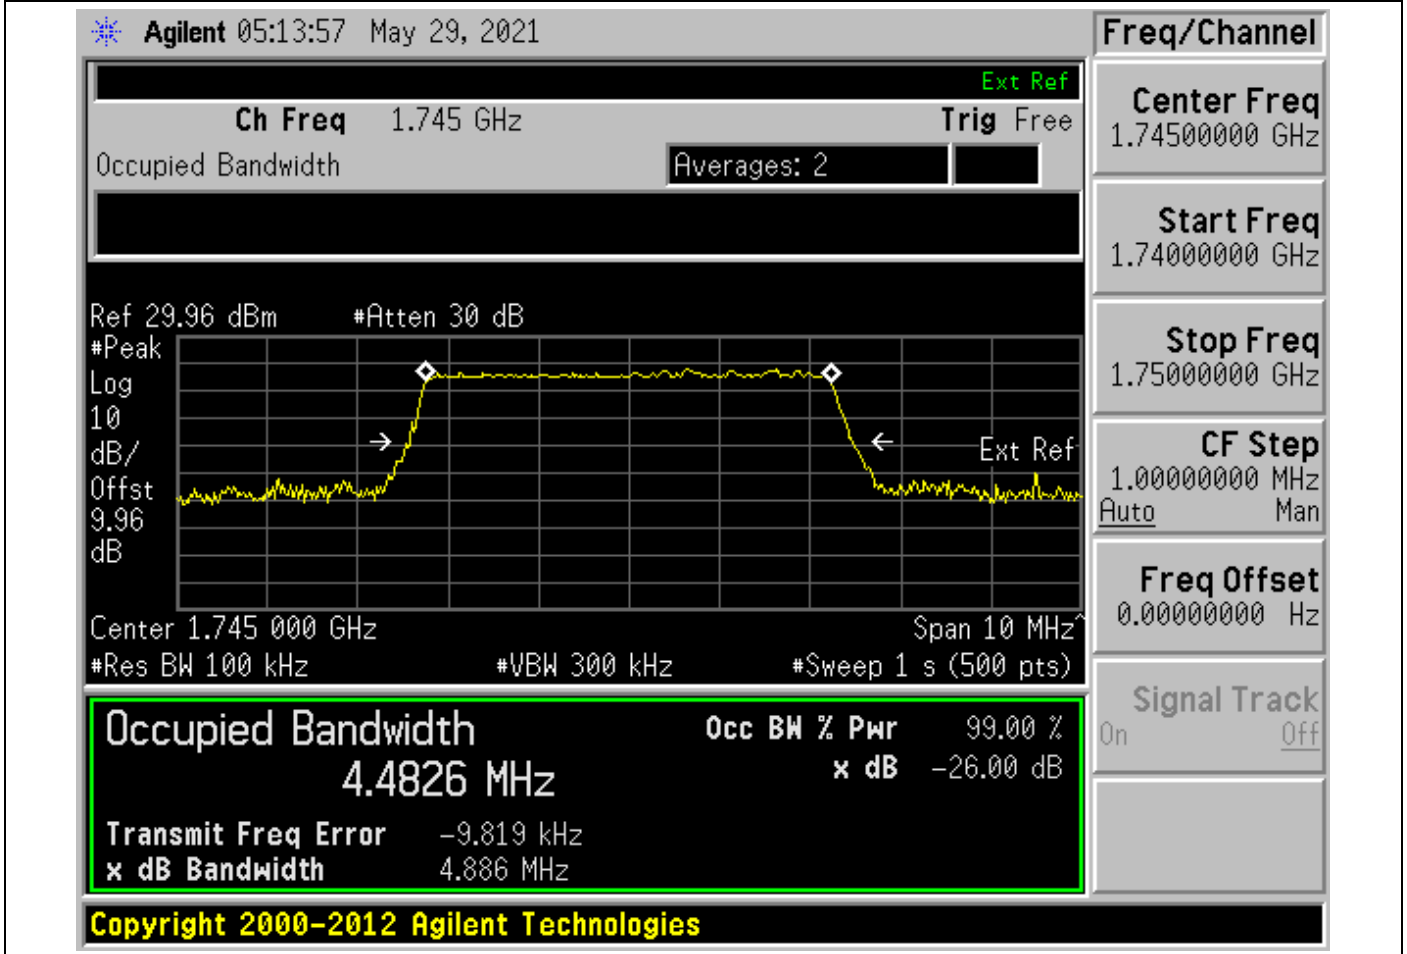 Agilent 05:13:57 May 29, 2021
Freq/Channel
Ext Ref
Ch Freq 1.745 GHz Trig Free
Occupied Bandwidth Averages: 2
Center Freq
1.74500000 GHz
Start Freq
1.74000000 GHz
Stop Freq
1.75000000 GHz
CF Step
1.00000000 MHz
Auto Man
Freq Offset
0.00000000 Hz
Signal Track
On Off
Ref 29.96 dBm #Atten 30 dB
#Peak
Log
10
dB/
Offst
9.96
dB
Ext Ref
Center 1.745 000 GHz Span 10 MHz^
#Res BW 100 kHz #VBW 300 kHz #Sweep 1 s (500 pts)
Occupied Bandwidth Occ BW % Pwr 99.00 %
4.4826 MHz x dB -26.00 dB
Transmit Freq Error -9.819 kHz
x dB Bandwidth 4.886 MHz
Copyright 2000-2012 Agilent Technologies